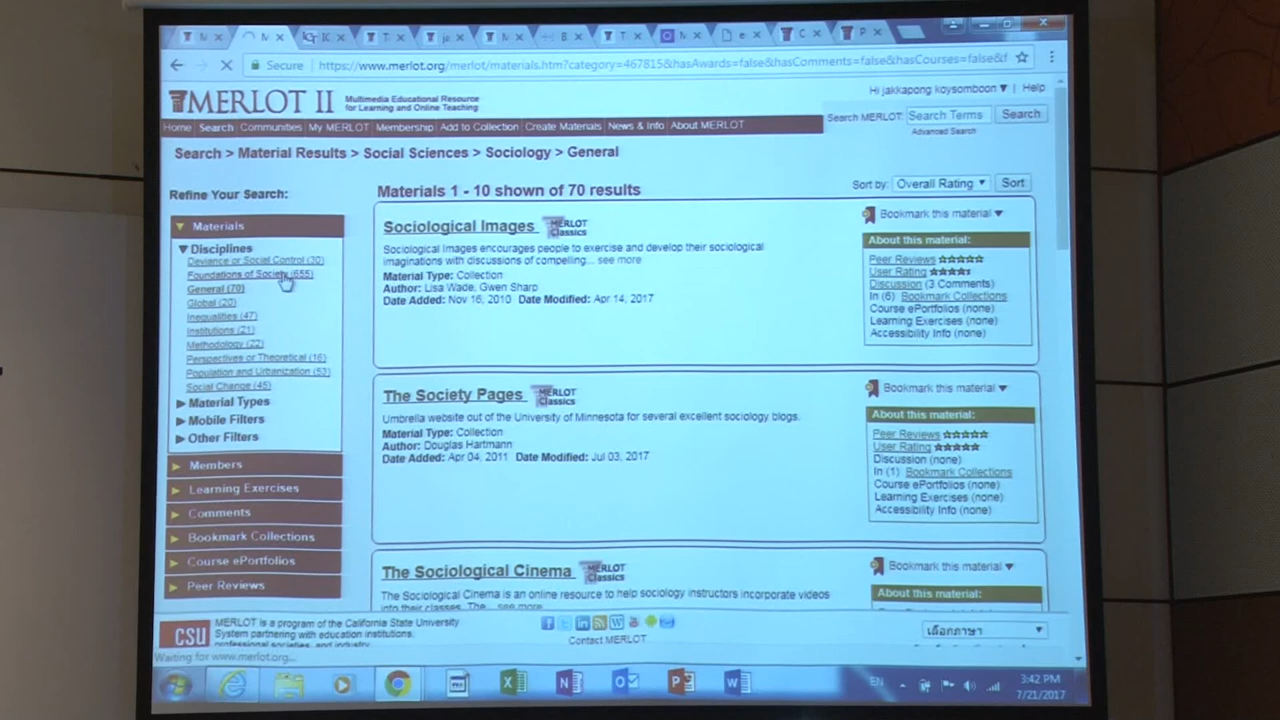 Secure https://www.merlot.org/merlot/materials.htm?category=467815&hasAwards=false&hasComments=false&hasCourses=false&f
Hi jakkapong koysomboon
Help
MERLOT II
Multimedia Educational Resource
for Learning and Online Teaching
Search MERLOT:
Search Terms
Search
Advanced Search
Home Search Communities My MERLOT Membership Add to Collection Create Materials News & Info About MERLOT
Search > Material Results > Social Sciences > Sociology > General
Refine Your Search:
Materials
Disciplines
Deviance or Social Control (30)
Foundations of Society (655)
General (70)
Global (20)
Inequalities (47)
Institutions (21)
Methodology (22)
Perspectives or Theoretical (16)
Population and Urbanization (53)
Social Change (45)
Material Types
Mobile Filters
Other Filters
Members
Learning Exercises
Comments
Bookmark Collections
Course ePortfolios
Peer Reviews
Materials 1 - 10 shown of 70 results
Sort by: Overall Rating Sort
Sociological Images MERLOT Classics
Sociological Images encourages people to exercise and develop their sociological
imaginations with discussions of compelling... see more
Material Type: Collection
Author: Lisa Wade, Gwen Sharp
Date Added: Nov 16, 2010 Date Modified: Apr 14, 2017
Bookmark this material
About this material:
Peer Reviews
User Rating
Discussion (3 Comments)
In (6) Bookmark Collections
Course ePortfolios (none)
Learning Exercises (none)
Accessibility Info (none)
The Society Pages MERLOT Classics
Umbrella website out of the University of Minnesota for several excellent sociology blogs.
Material Type: Collection
Author: Douglas Hartmann
Date Added: Apr 04, 2011 Date Modified: Jul 03, 2017
Bookmark this material
About this material:
Peer Reviews
User Rating
Discussion (none)
In (1) Bookmark Collections
Course ePortfolios (none)
Learning Exercises (none)
Accessibility Info (none)
The Sociological Cinema MERLOT Classics
The Sociological Cinema is an online resource to help sociology instructors incorporate videos
into their classes. The... see more
Bookmark this material
About this material:
CSU
MERLOT is a program of the California State University
System partnering with education institutions,
professional societies, and industry.
Contact MERLOT
เลือกภาษา
Waiting for www.merlot.org...
EN
3:42 PM
7/21/2017